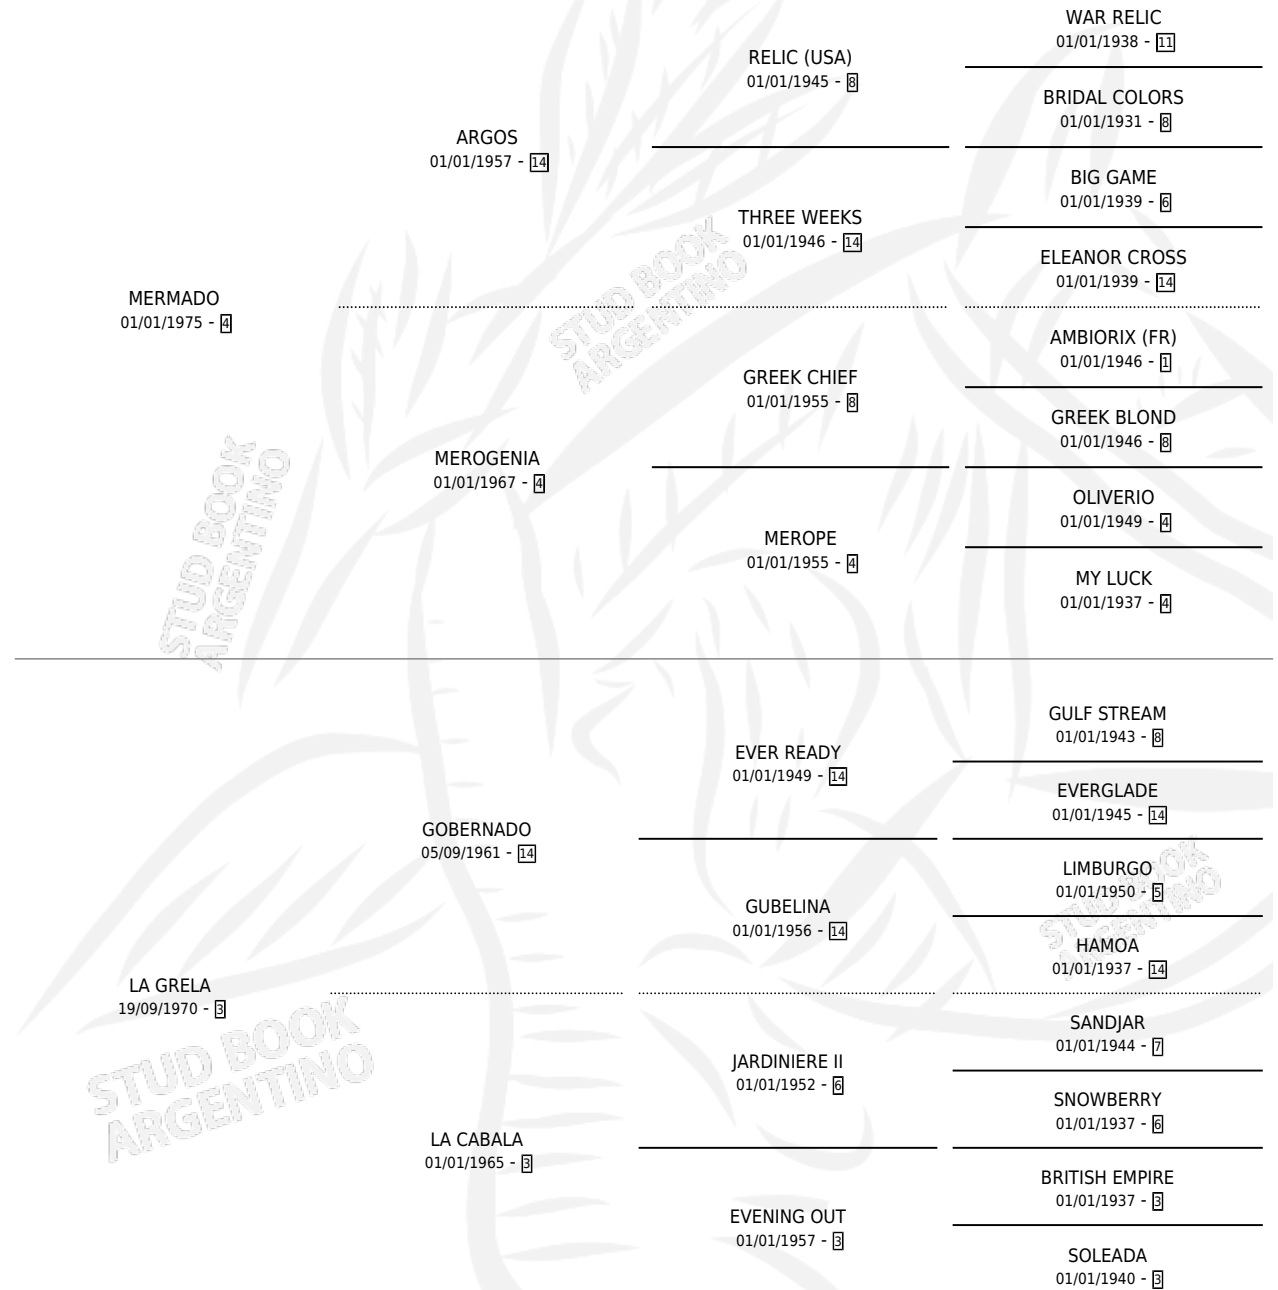 WAR RELIC
01/01/1938 - 11
RELIC (USA)
01/01/1945 - 8
BRIDAL COLORS
01/01/1931 - 8
ARGOS
01/01/1957 - 14
BIG GAME
01/01/1939 - 6
THREE WEEKS
01/01/1946 - 14
ELEANOR CROSS
01/01/1939 - 14
MERMADO
01/01/1975 - 4
STUD BOOK
ARGENTINO
AMBIORIX (FR)
01/01/1946 - 1
GREEK CHIEF
01/01/1955 - 8
GREEK BLOND
01/01/1946 - 8
MEROGENIA
01/01/1967 - 4
OLIVERIO
01/01/1949 - 4
MEROPE
01/01/1955 - 4
MY LUCK
01/01/1937 - 4
STUD BOOK
ARGENTINO
GULF STREAM
01/01/1943 - 8
EVER READY
01/01/1949 - 14
EVERGLADE
01/01/1945 - 14
GOBERNADO
05/09/1961 - 14
LIMBURGO
01/01/1950 - 5
STUD BOOK
ARGENTINO
GUBELINA
01/01/1956 - 14
HAMOA
01/01/1937 - 14
LA GRELA
19/09/1970 - 3
STUD BOOK
ARGENTINO
SANDJAR
01/01/1944 - 7
JARDINIERE II
01/01/1952 - 6
SNOWBERRY
01/01/1937 - 6
LA CABALA
01/01/1965 - 3
BRITISH EMPIRE
01/01/1937 - 3
EVENING OUT
01/01/1957 - 3
SOLEADA
01/01/1940 - 3